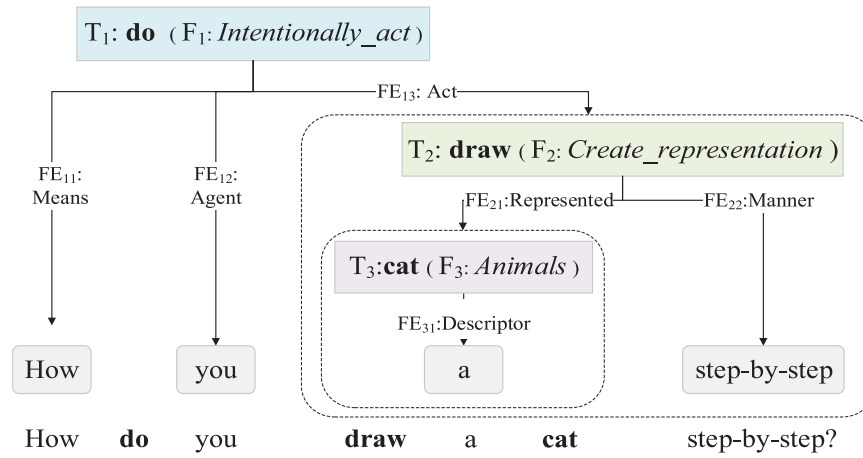 T₁: do ( F₁: Intentionally_act )
FE₁₃: Act
T₂: draw ( F₂: Create_representation )
FE₁₁: Means
FE₁₂: Agent
FE₂₁:Represented
FE₂₂:Manner
T₃:cat ( F₃: Animals )
FE₃₁:Descriptor
How you a step-by-step
How do you draw a cat step-by-step?